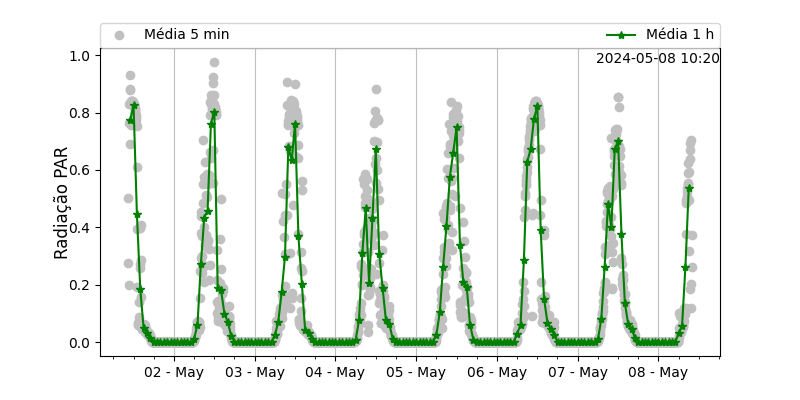 Média 5 min
Média 1 h
2024-05-08 10:20
1.0
0.8
0.6
0.4
0.2
0.0
Radiação PAR
02 - May
03 - May
04 - May
05 - May
06 - May
07 - May
08 - May